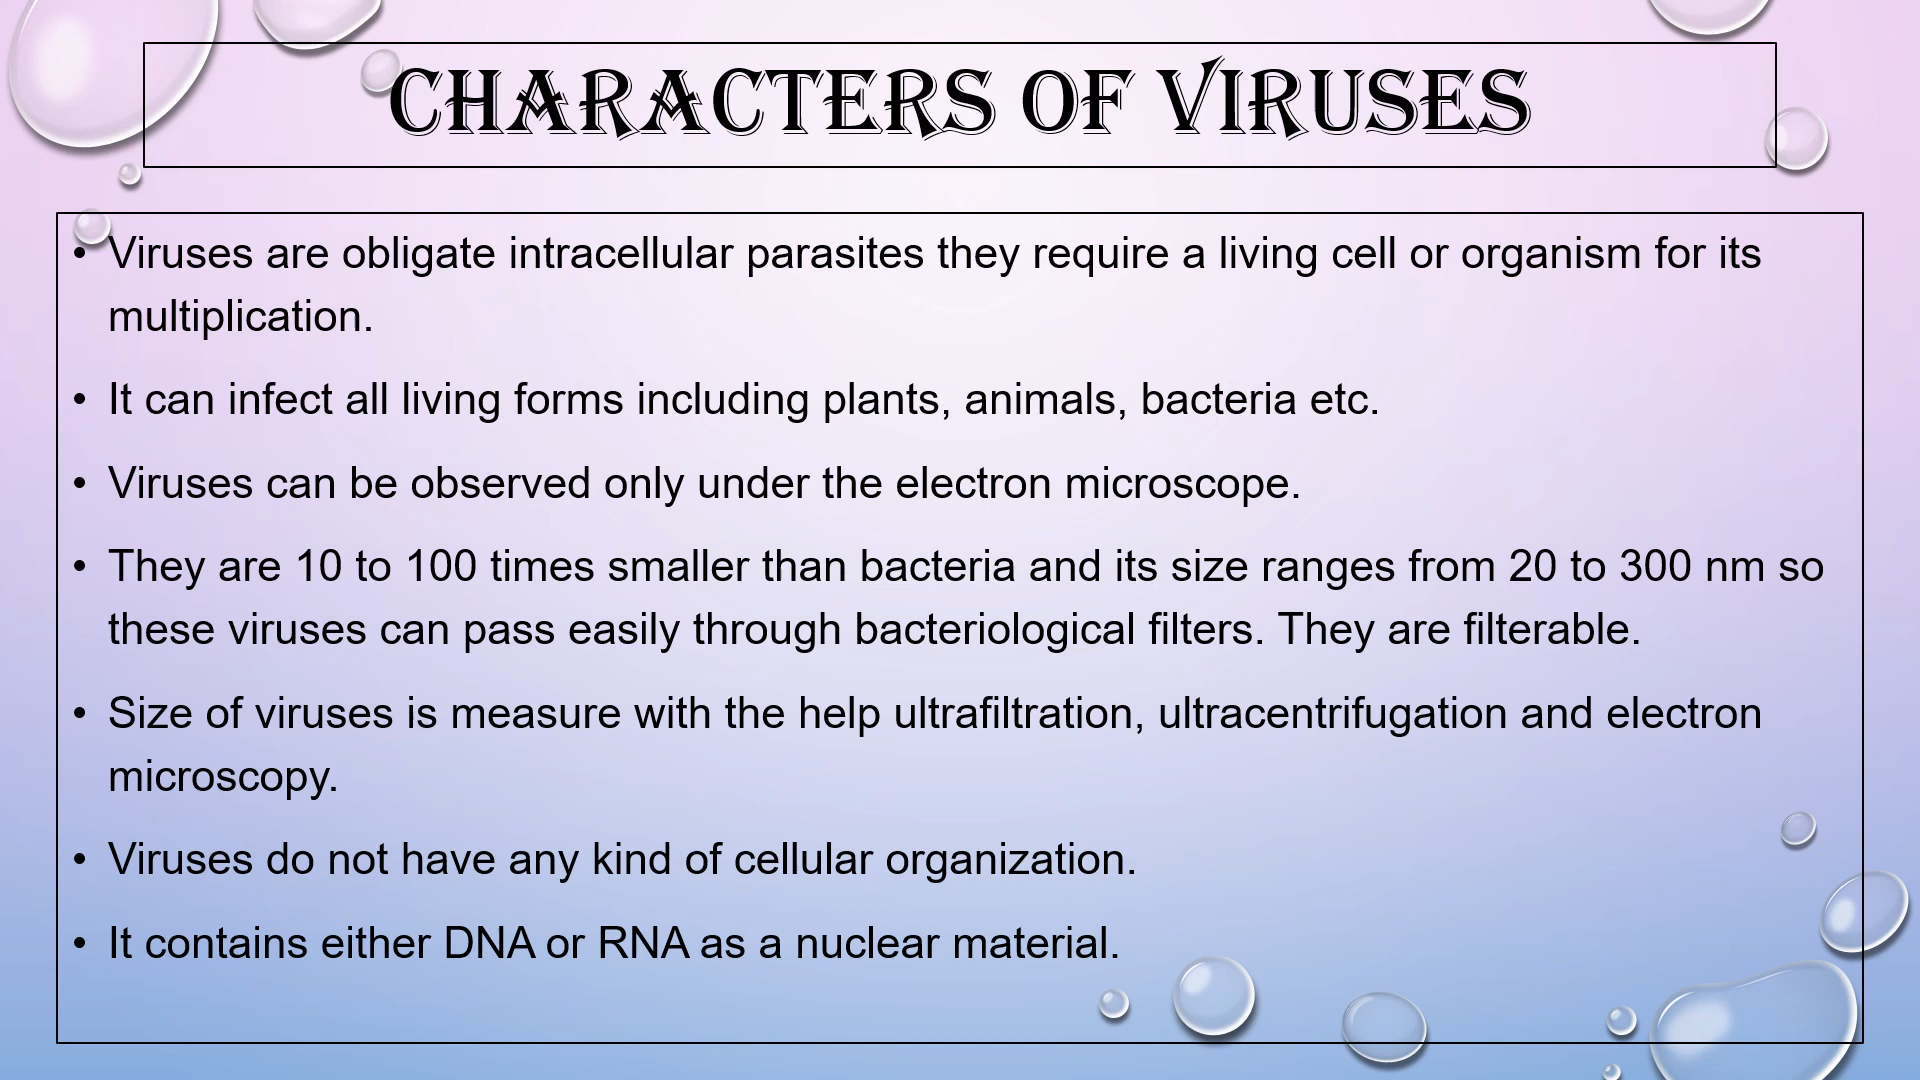 CHARACTERS OF VIRUSES
• Viruses are obligate intracellular parasites they require a living cell or organism for its
multiplication.
• It can infect all living forms including plants, animals, bacteria etc.
• Viruses can be observed only under the electron microscope.
• They are 10 to 100 times smaller than bacteria and its size ranges from 20 to 300 nm so
these viruses can pass easily through bacteriological filters. They are filterable.
• Size of viruses is measure with the help ultrafiltration, ultracentrifugation and electron
microscopy.
• Viruses do not have any kind of cellular organization.
• It contains either DNA or RNA as a nuclear material.